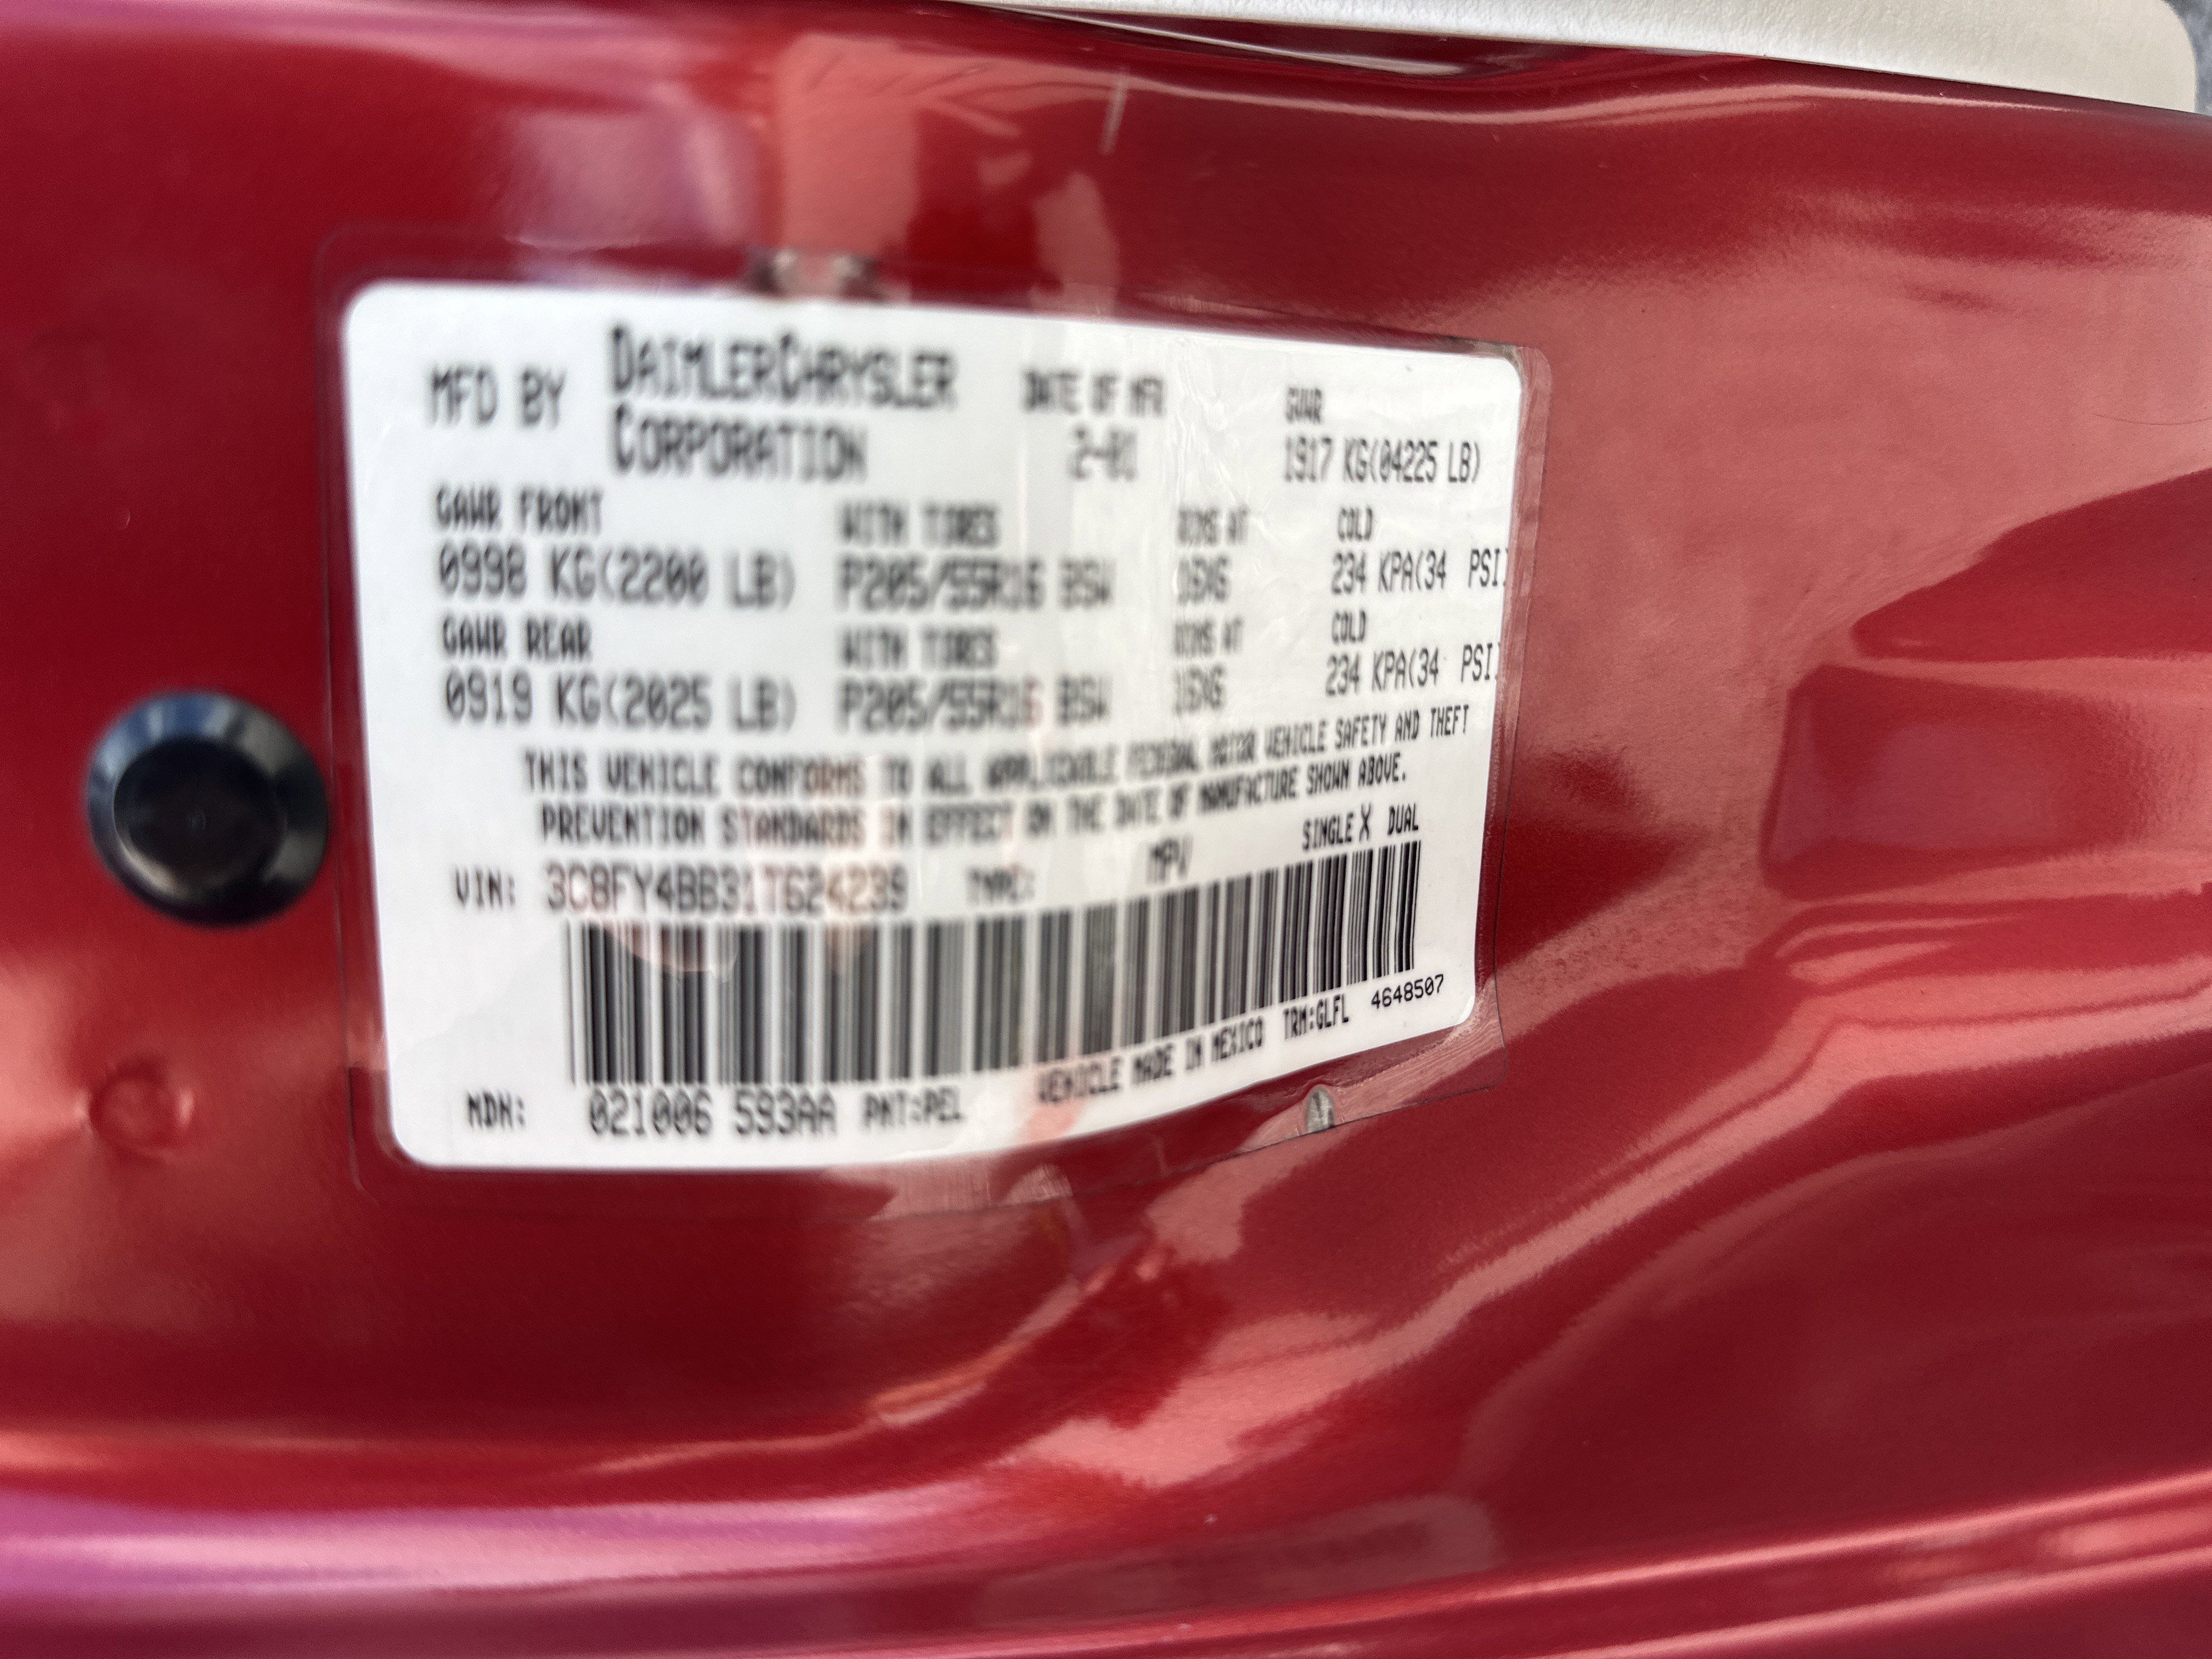 MFD BY DAIMLERCHRYSLER CORPORATION DATE OF MFR 2-01 GVWR 1917 KG(04225 LB)
GAWR FRONT WITH TIRES RIMS AT COLD
0998 KG(2200 LB) P205/55R16 BSW 16X6 234 KPA(34 PSI)
GAWR REAR WITH TIRES RIMS AT COLD
0919 KG(2025 LB) P205/55R16 BSW 16X6 234 KPA(34 PSI)
THIS VEHICLE CONFORMS TO ALL APPLICABLE FEDERAL MOTOR VEHICLE SAFETY AND THEFT
PREVENTION STANDARDS IN EFFECT ON THE DATE OF MANUFACTURE SHOWN ABOVE.
VIN: 3C8FY4BB31T624239 TYPE: MPV SINGLE X DUAL
MDH: 021006 593AA PNT:PEL VEHICLE MADE IN MEXICO TRM:GLFL 4648507